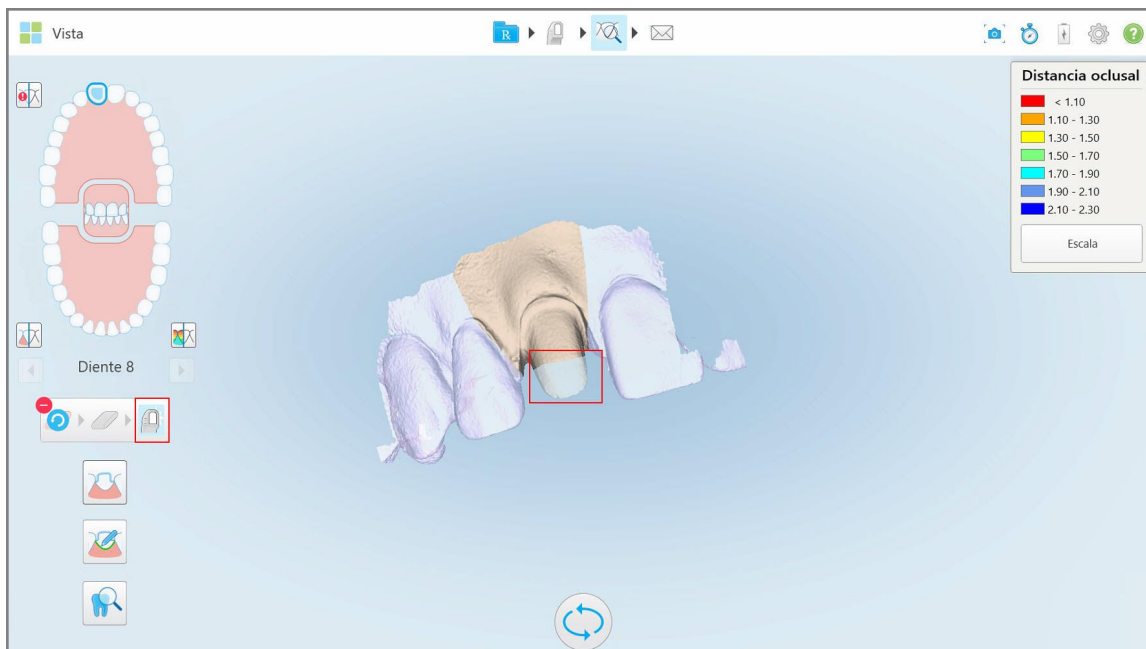 Vista
R
?
Distancia oclusal
< 1.10
1.10 - 1.30
1.30 - 1.50
1.50 - 1.70
1.70 - 1.90
1.90 - 2.10
2.10 - 2.30
Escala
Diente 8